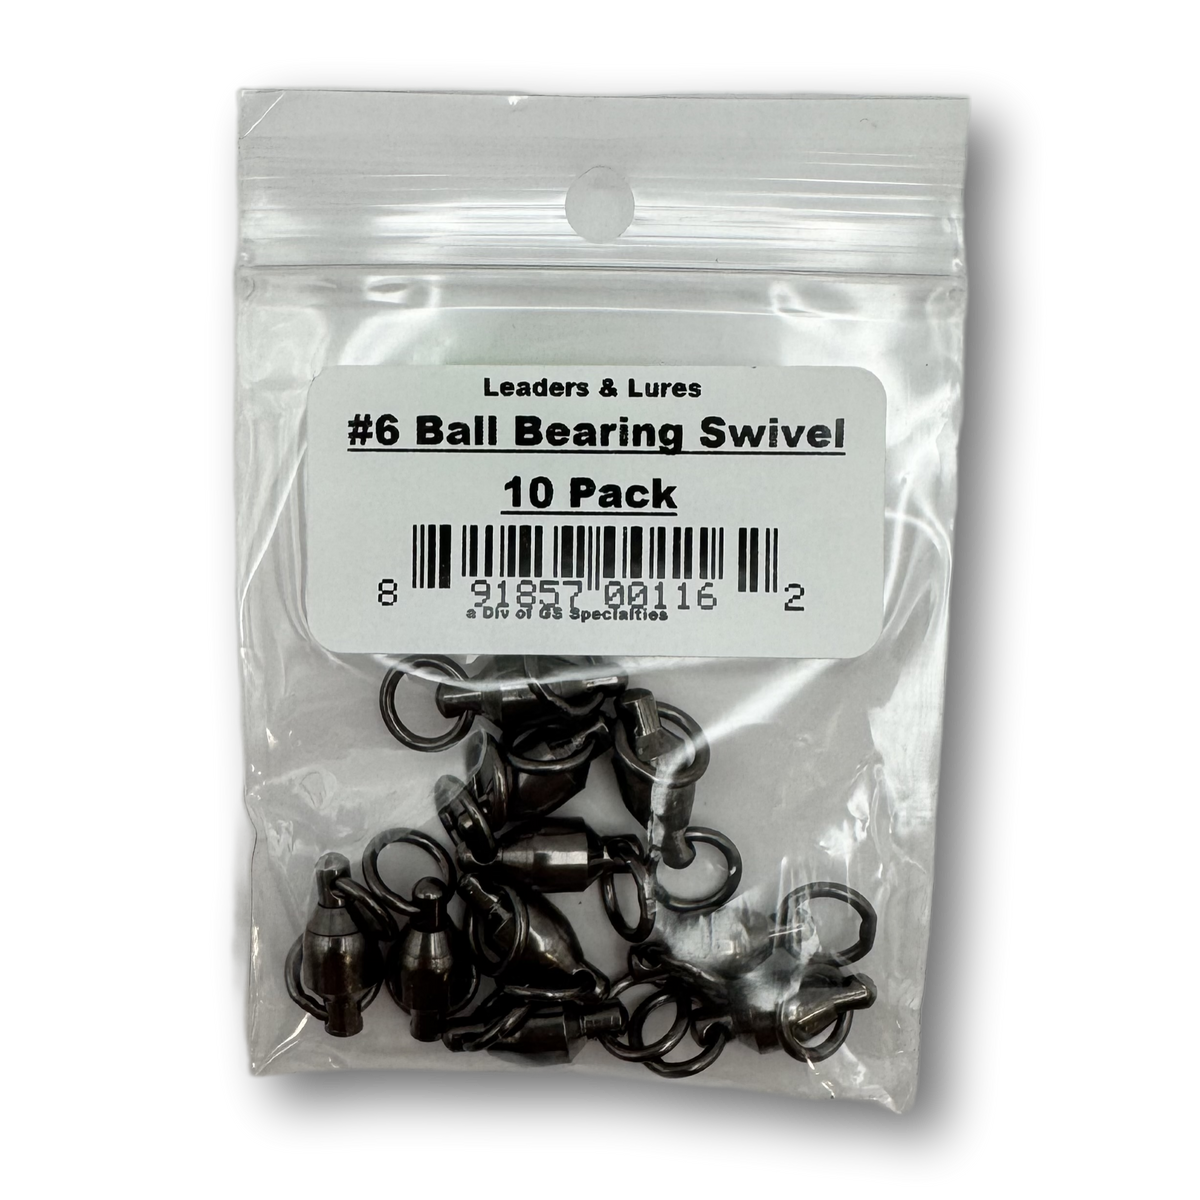 Leaders & Lures
#6 Ball Bearing Swivel
10 Pack
8 91857 00116 2
a Div of GS Specialties